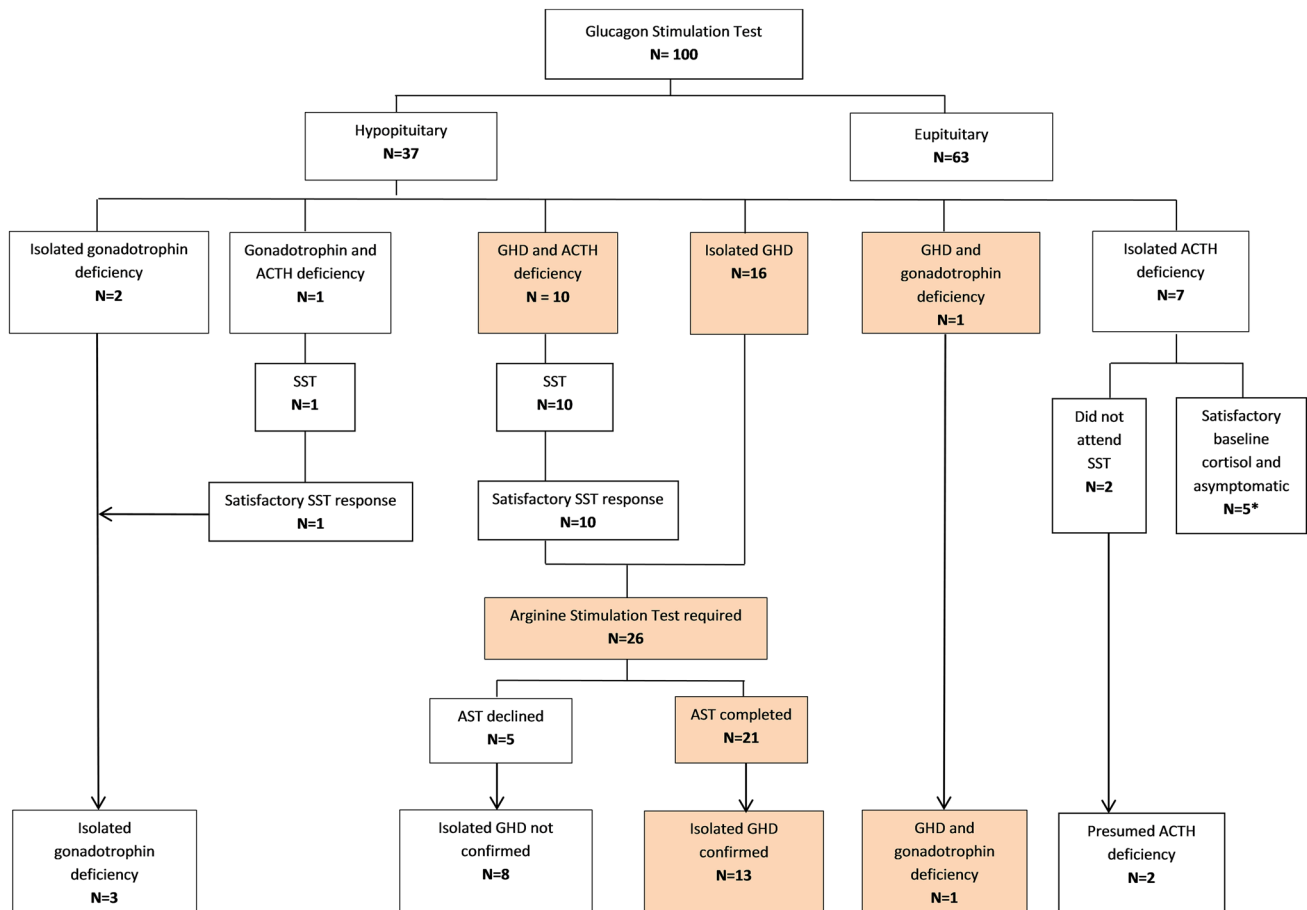 Glucagon Stimulation Test
N= 100
Hypopituitary
N=37
Eupituitary
N=63
Isolated gonadotrophin
deficiency
N=2
Gonadotrophin and
ACTH deficiency
N=1
GHD and ACTH
deficiency
N = 10
Isolated GHD
N=16
GHD and
gonadotrophin
deficiency
N=1
Isolated ACTH
deficiency
N=7
SST
N=1
SST
N=10
Did not
attend
SST
N=2
Satisfactory
baseline
cortisol and
asymptomatic
N=5*
Satisfactory SST response
N=1
Satisfactory SST response
N=10
Arginine Stimulation Test required
N=26
AST declined
N=5
AST completed
N=21
Isolated
gonadotrophin
deficiency
N=3
Isolated GHD not
confirmed
N=8
Isolated GHD
confirmed
N=13
GHD and
gonadotrophin
deficiency
N=1
Presumed ACTH
deficiency
N=2